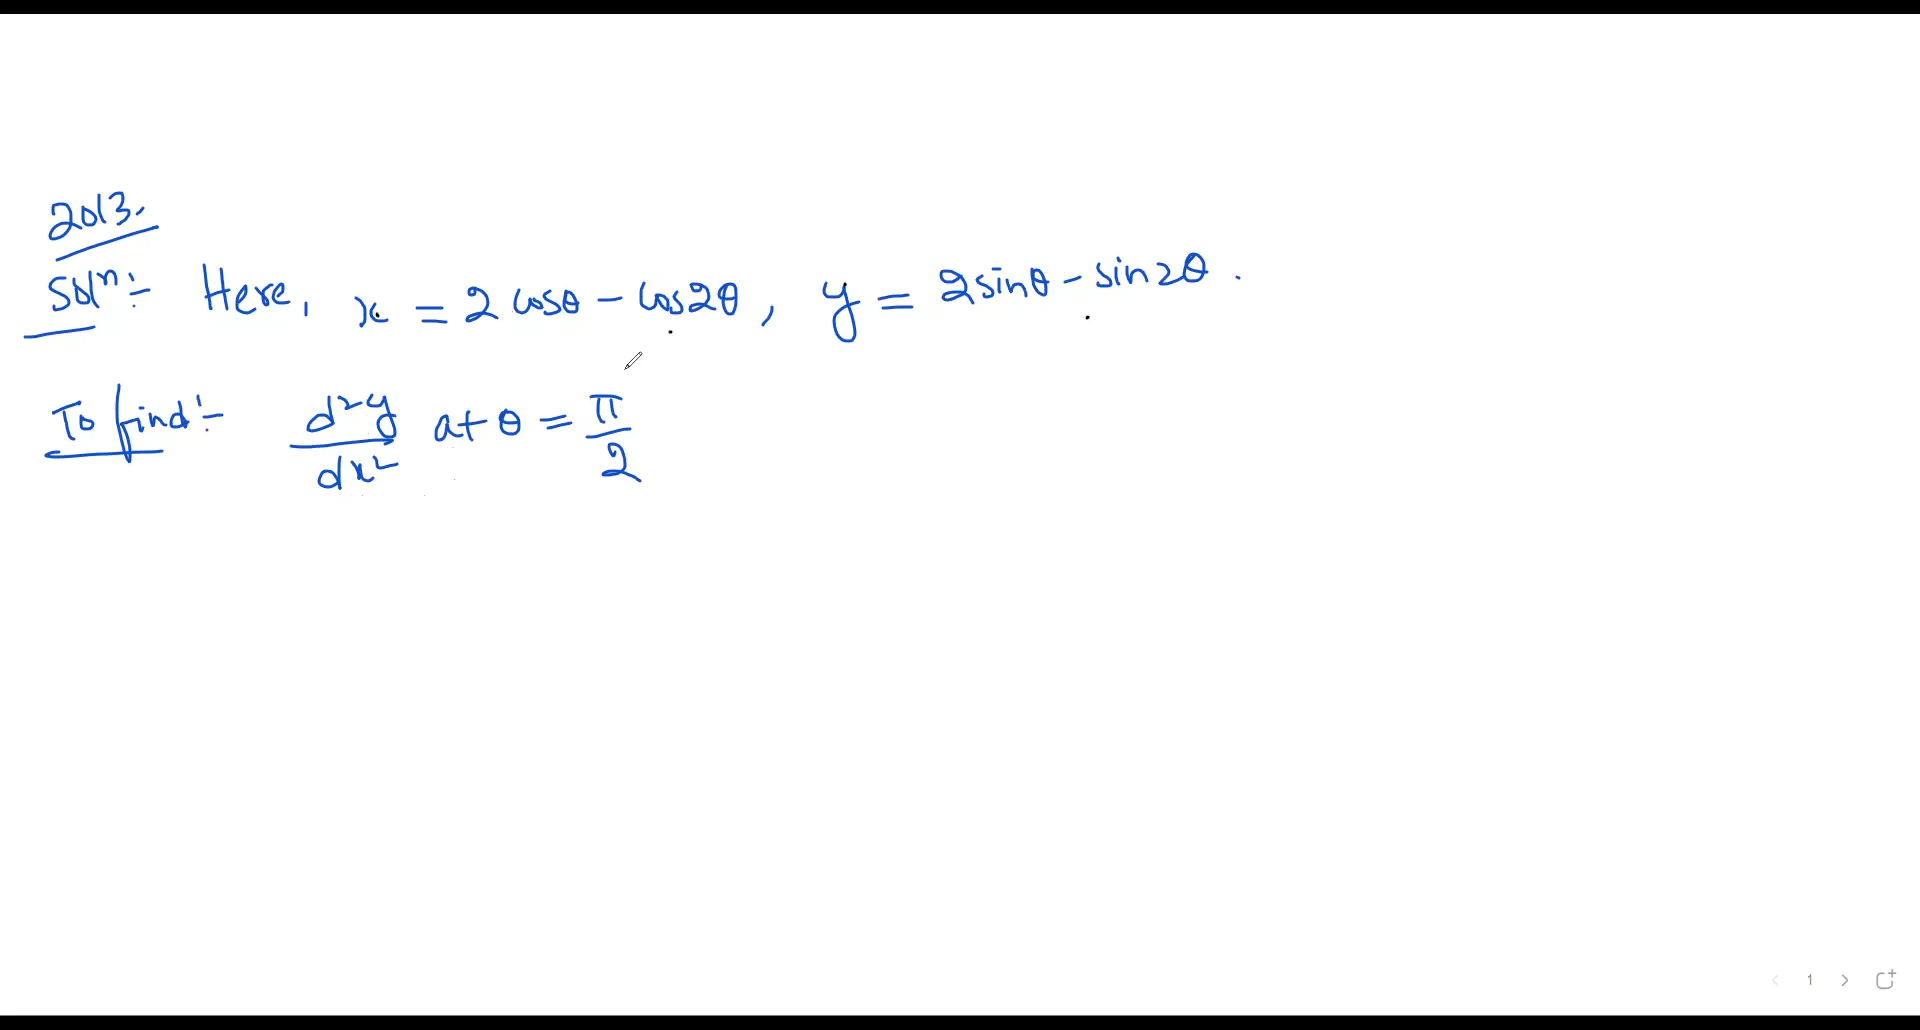 2013.
Solⁿ:- Here, x = 2 cosθ - cos2θ, y = 2sinθ - sin2θ.
To find:- d²y/dx² at θ = π/2
1